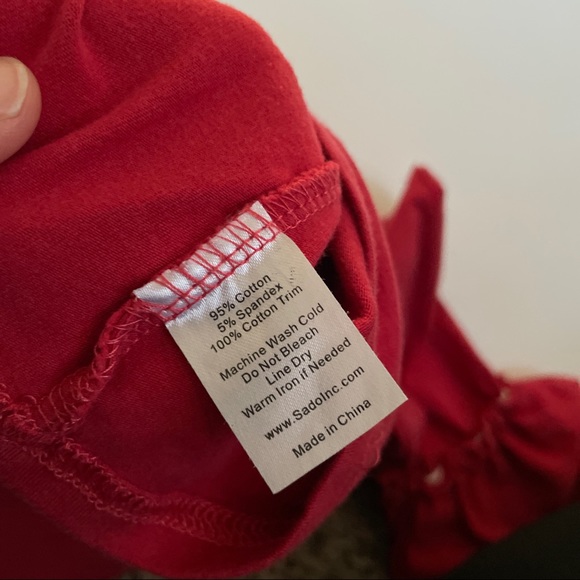 95% Cotton
5% Spandex
100% Cotton Trim
Machine Wash Cold
Do Not Bleach
Line Dry
Warm Iron if Needed
www.SadoInc.com
Made in China